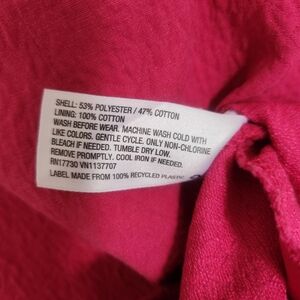 SHELL: 53% POLYESTER / 47% COTTON
LINING: 100% COTTON
WASH BEFORE WEAR. MACHINE WASH COLD WITH
LIKE COLORS. GENTLE CYCLE. ONLY NON-CHLORINE
BLEACH IF NEEDED. TUMBLE DRY LOW.
REMOVE PROMPTLY. COOL IRON IF NEEDED.
RN17730 VN1137707
LABEL MADE FROM 100% RECYCLED PLASTIC